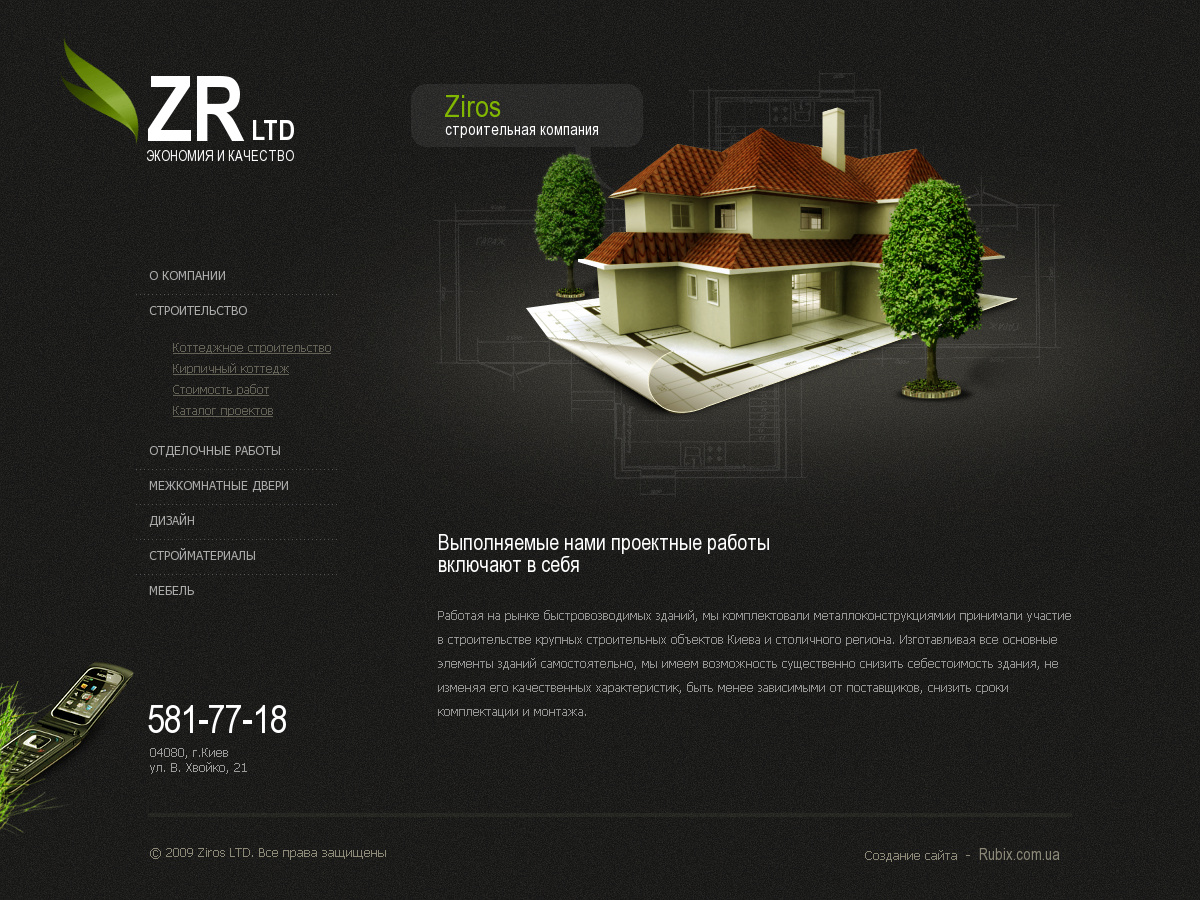 ZR LTD
ЭКОНОМИЯ И КАЧЕСТВО
Ziros
строительная компания
ГАРАЖ
О КОМПАНИИ
СТРОИТЕЛЬСТВО
Коттеджное строительство
Кирпичный коттедж
Стоимость работ
Каталог проектов
ОТДЕЛОЧНЫЕ РАБОТЫ
МЕЖКОМНАТНЫЕ ДВЕРИ
ДИЗАЙН
СТРОЙМАТЕРИАЛЫ
МЕБЕЛЬ
Выполняемые нами проектные работы
включают в себя
Работая на рынке быстровозводимых зданий, мы комплектовали металлоконструкциямии принимали участие
в строительстве крупных строительных объектов Киева и столичного региона. Изготавливая все основные
элементы зданий самостоятельно, мы имеем возможность существенно снизить себестоимость здания, не
изменяя его качественных характеристик, быть менее зависимыми от поставщиков, снизить сроки
комплектации и монтажа.
581-77-18
04080, г.Киев
ул. В. Хвойко, 21
© 2009 Ziros LTD. Все права защищены
Создание сайта - Rubix.com.ua